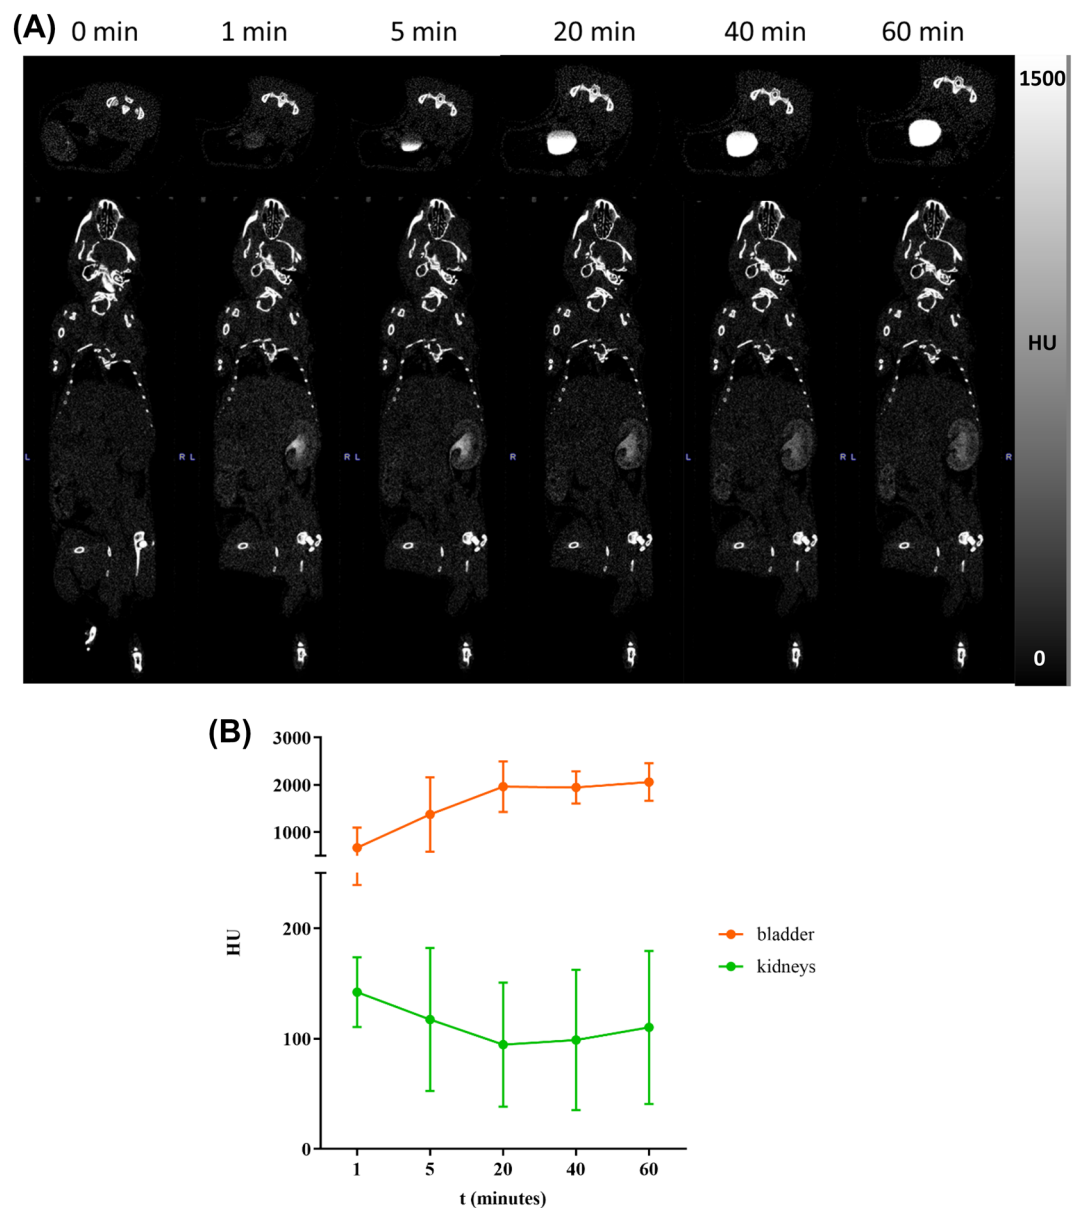 (A) 0 min 1 min 5 min 20 min 40 min 60 min
1500
HU
L R L R L R L R L R
0
(B)
3000
2000
1000
200
100
0
HU
bladder
kidneys
1 5 20 40 60
t (minutes)